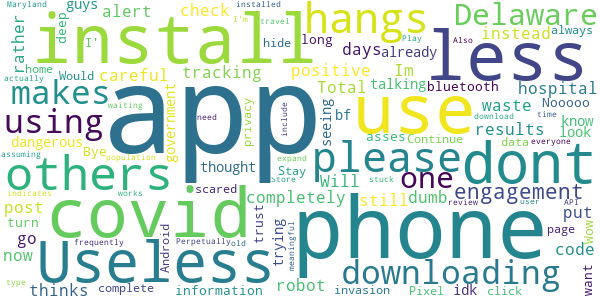 Maryland
I'm
installed
rather
guys
alert
deep
I'
Also
travel
Play
install
hangs
check
hide
long
days
already
Delaware
instead
always
less
home
Would
careful
tracking
positive
Im
talking
bluetooth
hospital
makes
actually
waiting
app
need
government
include
use
Total
waste
Nooooo
using
dangerous
Bye
privacy
seeing
bf
results
know
look
download
time
others
assuming
population
thought
Stay
expand
Store
please
dont
asses
Continue
data
everyone
works
indicates
scared
completely
Will
one
engagement
stuck
API
post
turn
covid
trust
trying
phone
still
dumb
review
user
put
page
wow
go
now
Useless
Android
frequently
Perpetually
old
meaningful
downloading
idk
code
want
thinks
complete
type
information
robot
invasion
Pixel
click